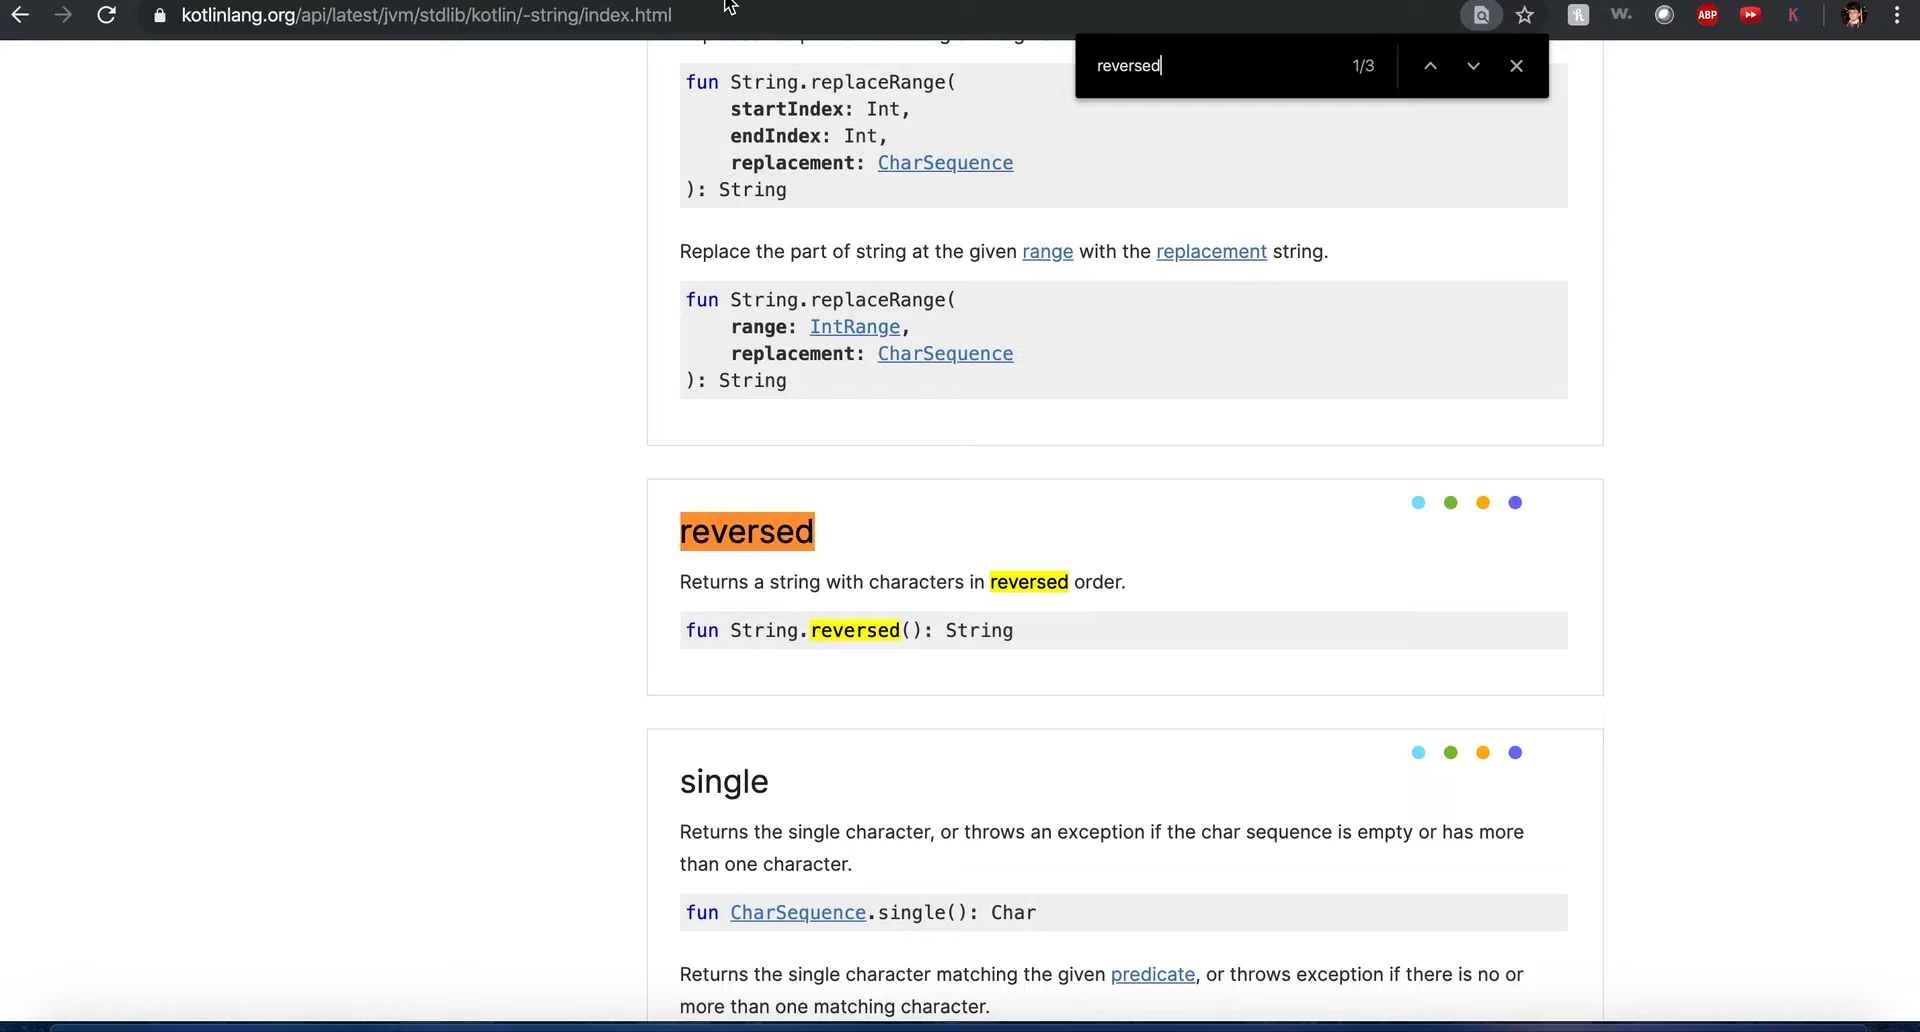 kotlinlang.org/api/latest/jvm/stdlib/kotlin/-string/index.html
w.
ABP
K
reversed
1/3
fun String.replaceRange(
startIndex: Int,
endIndex: Int,
replacement: CharSequence
): String
Replace the part of string at the given range with the replacement string.
fun String.replaceRange(
range: IntRange,
replacement: CharSequence
): String
reversed
Returns a string with characters in reversed order.
fun String.reversed(): String
single
Returns the single character, or throws an exception if the char sequence is empty or has more
than one character.
fun CharSequence.single(): Char
Returns the single character matching the given predicate, or throws exception if there is no or
more than one matching character.